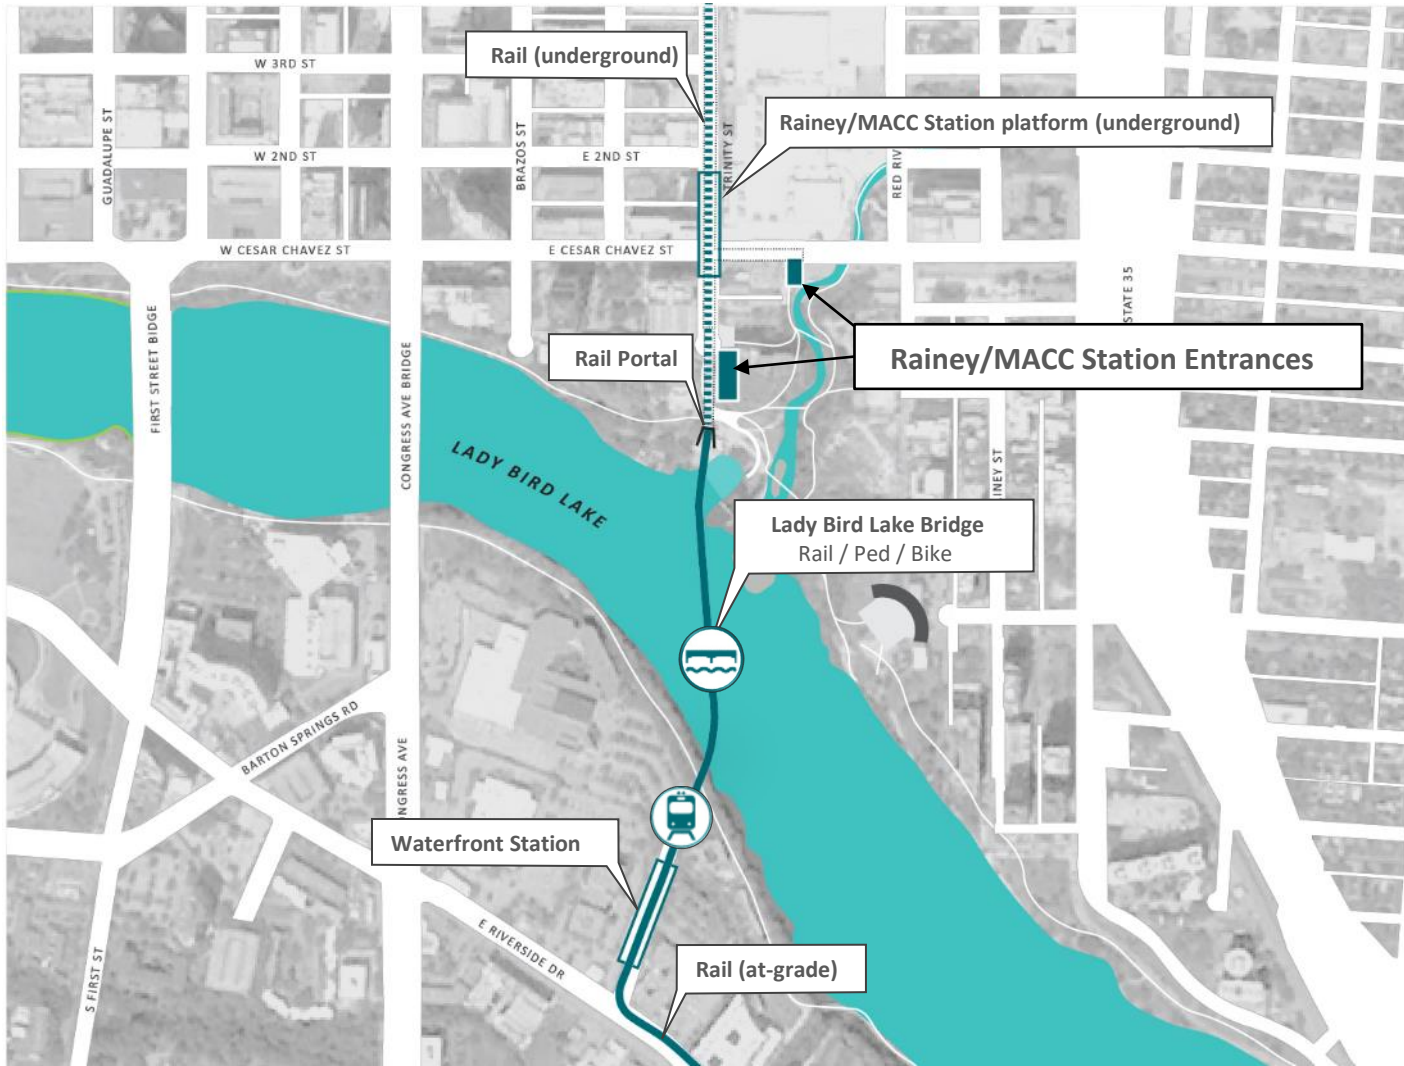 Rail (underground)
W 3RD ST
Rainey/MACC Station platform (underground)
GUADALUPE ST
BRAZOS ST
TRINITY ST
RED RIV
W 2ND ST
E 2ND ST
W CESAR CHAVEZ ST
E CESAR CHAVEZ ST
STATE 35
FIRST STREET BIDGE
CONGRESS AVE BRIDGE
Rail Portal
Rainey/MACC Station Entrances
LADY BIRD LAKE
INEY ST
Lady Bird Lake Bridge
Rail / Ped / Bike
BARTON SPRINGS RD
NGRESS AVE
Waterfront Station
E RIVERSIDE DR
Rail (at-grade)
S FIRST ST